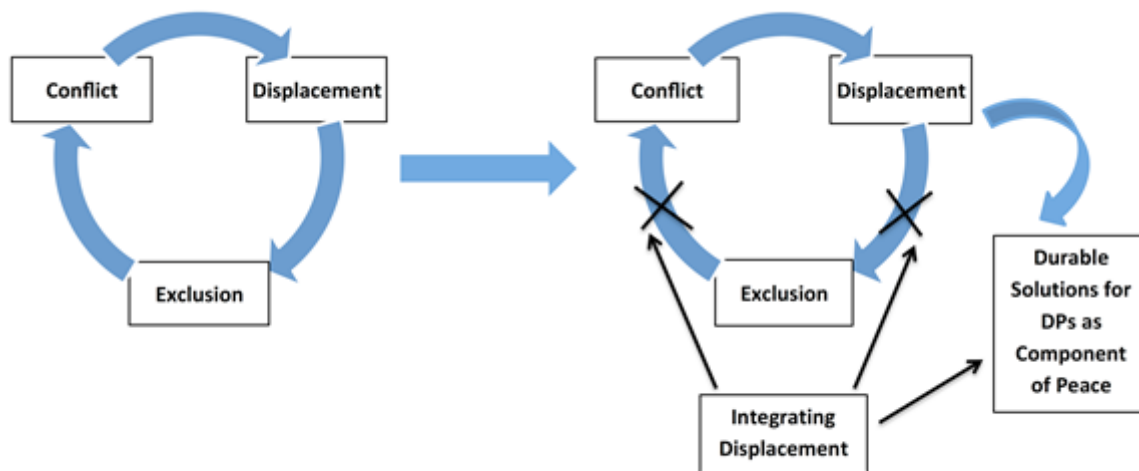 Conflict
Displacement
Exclusion
Conflict
Displacement
Exclusion
Durable
Solutions for
DPs as
Component
of Peace
Integrating
Displacement